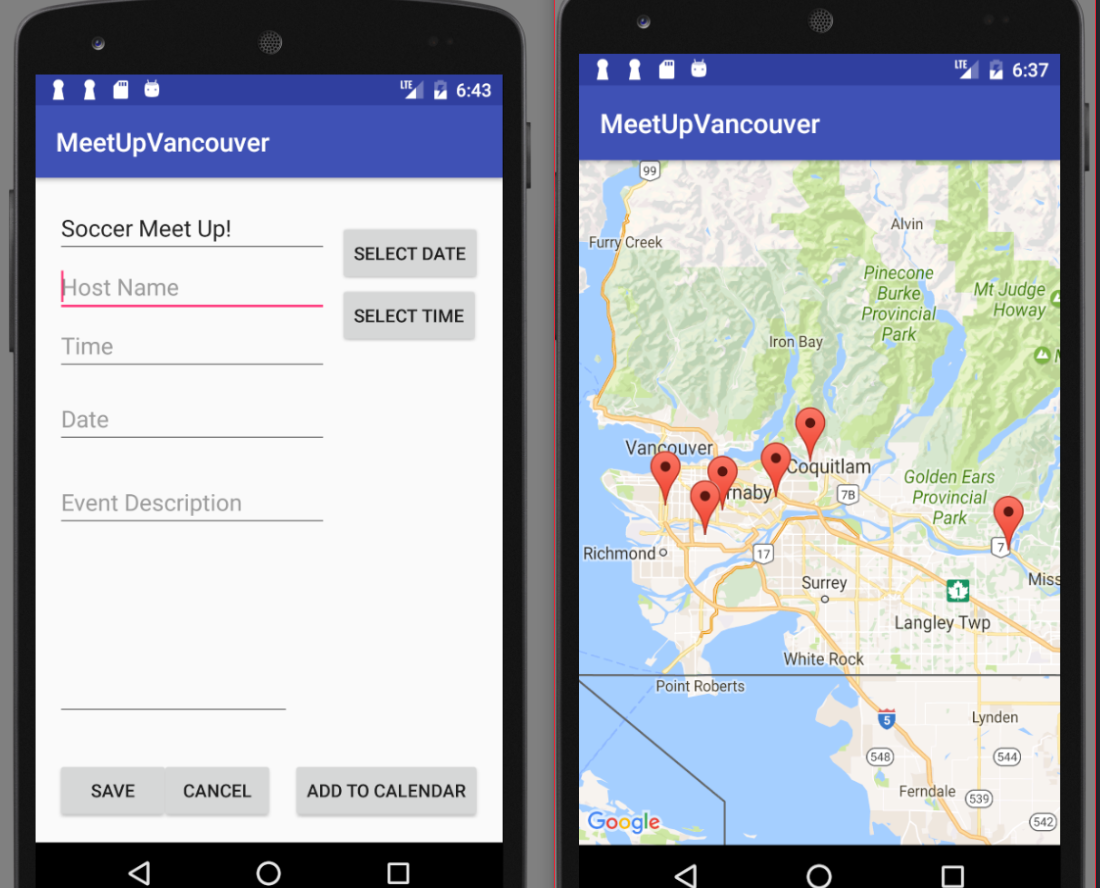 LTE 6:43
MeetUpVancouver
Soccer Meet Up!
SELECT DATE
Host Name
SELECT TIME
Time
Date
Event Description
SAVE CANCEL ADD TO CALENDAR
LTE 6:37
MeetUpVancouver
99
Alvin
Furry Creek
Pinecone
Burke
Provincial
Park
Mt Judge
Howay
Iron Bay
Vancouver
Coquitlam
rnaby
7B
Golden Ears
Provincial
Park
7
Richmond
17
Surrey
Miss
1
Langley Twp
White Rock
Point Roberts
5
Lynden
548
544
Ferndale
539
Google
542